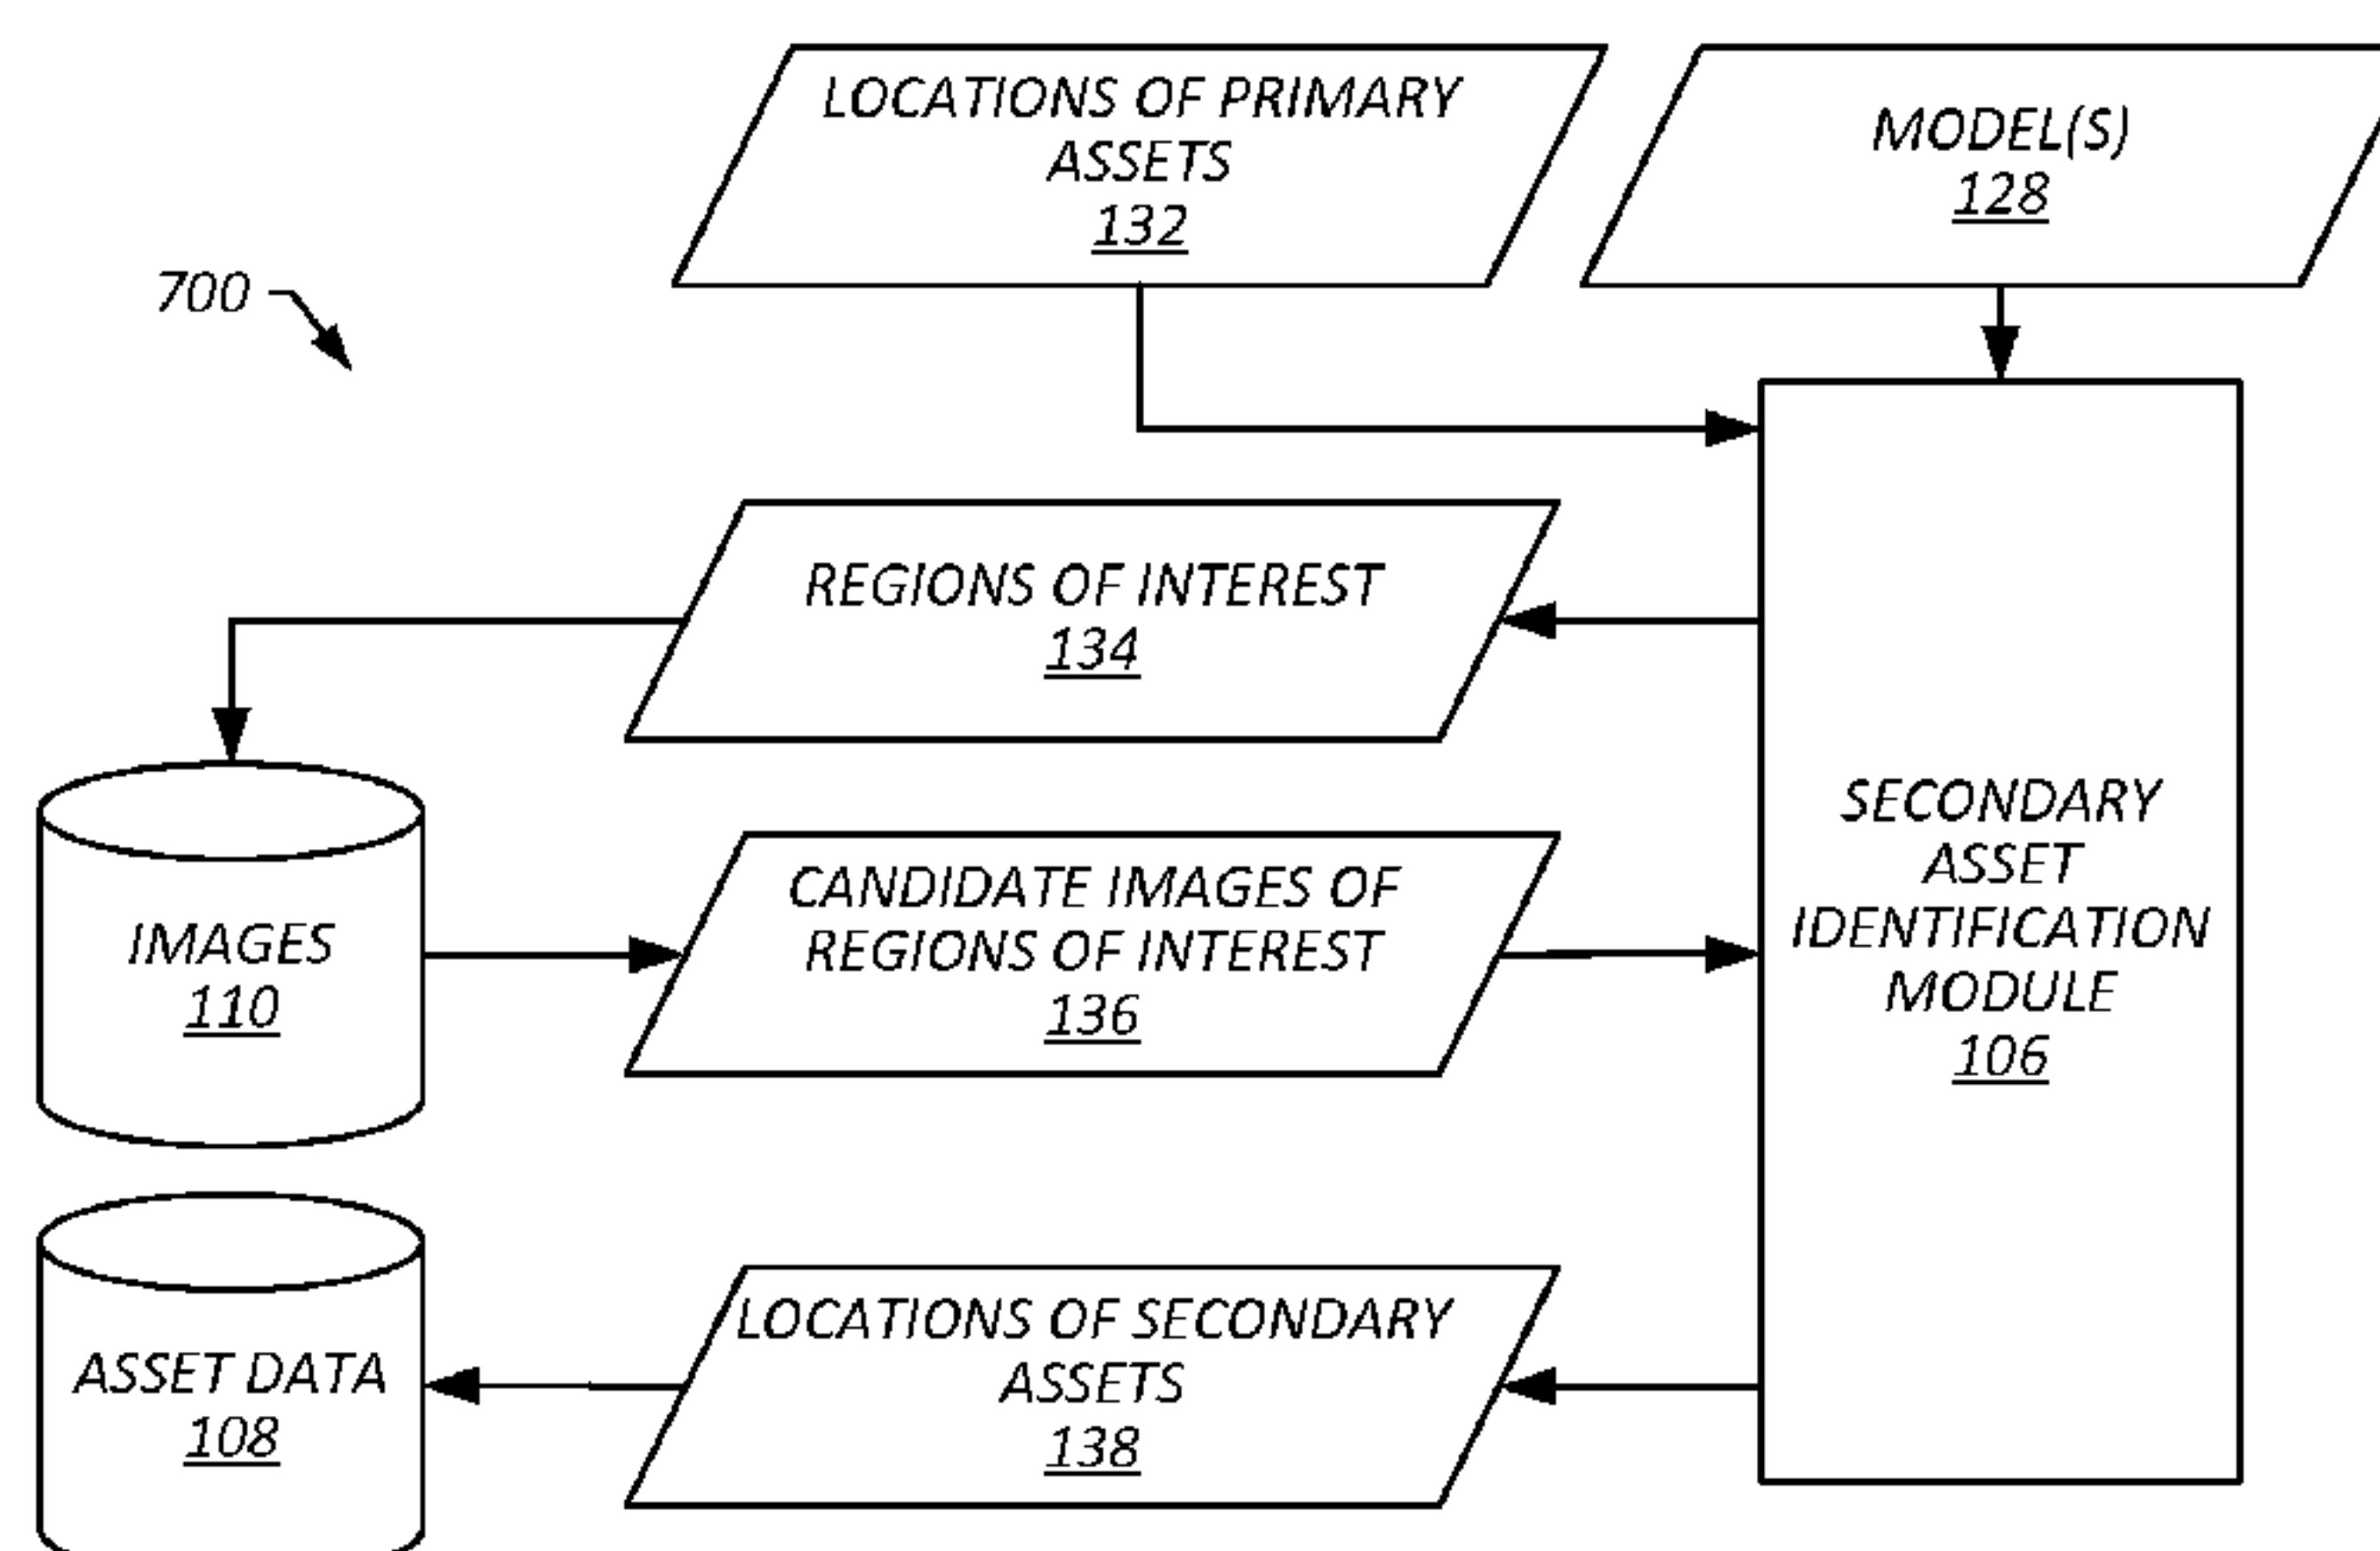 LOCATIONS OF PRIMARY
ASSETS
132
MODEL(S)
128
700
REGIONS OF INTEREST
134
CANDIDATE IMAGES OF
REGIONS OF INTEREST
136
IMAGES
110
SECONDARY
ASSET
IDENTIFICATION
MODULE
106
LOCATIONS OF SECONDARY
ASSETS
138
ASSET DATA
108